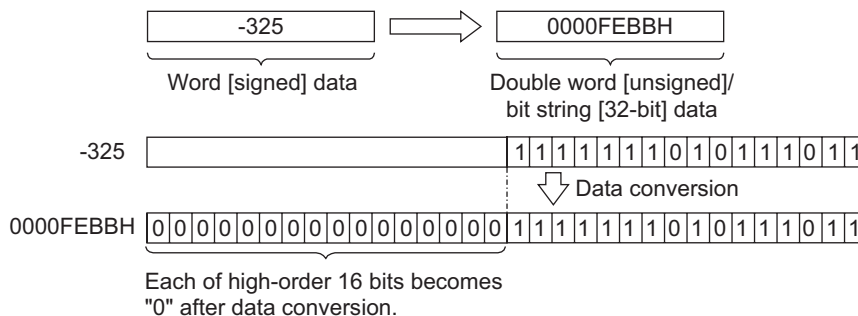 -325
0000FEBBH
Word [signed] data
Double word [unsigned]/
bit string [32-bit] data
-325
1 1 1 1 1 1 1 0 1 0 1 1 1 0 1 1
Data conversion
0000FEBBH
0 0 0 0 0 0 0 0 0 0 0 0 0 0 0 0 1 1 1 1 1 1 1 0 1 0 1 1 1 0 1 1
Each of high-order 16 bits becomes
"0" after data conversion.